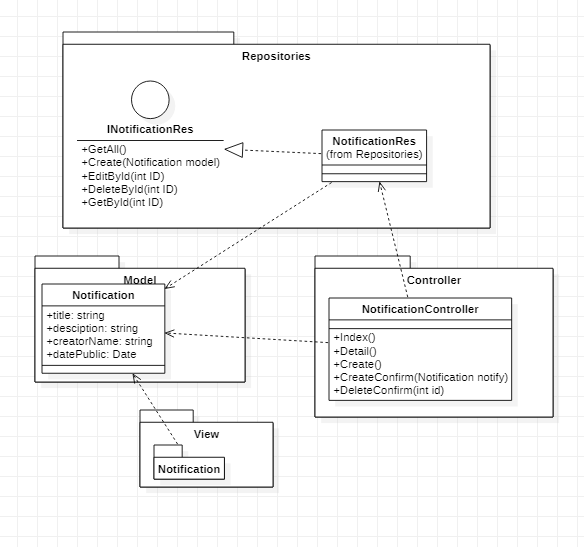 Repositories
INotificationRes
+GetAll()
+Create(Notification model)
+EditById(int ID)
+DeleteById(int ID)
+GetById(int ID)
NotificationRes
(from Repositories)
Model
Notification
+title: string
+desciption: string
+creatorName: string
+datePublic: Date
Controller
NotificationController
+Index()
+Detail()
+Create()
+CreateConfirm(Notification notify)
+DeleteConfirm(int id)
View
Notification